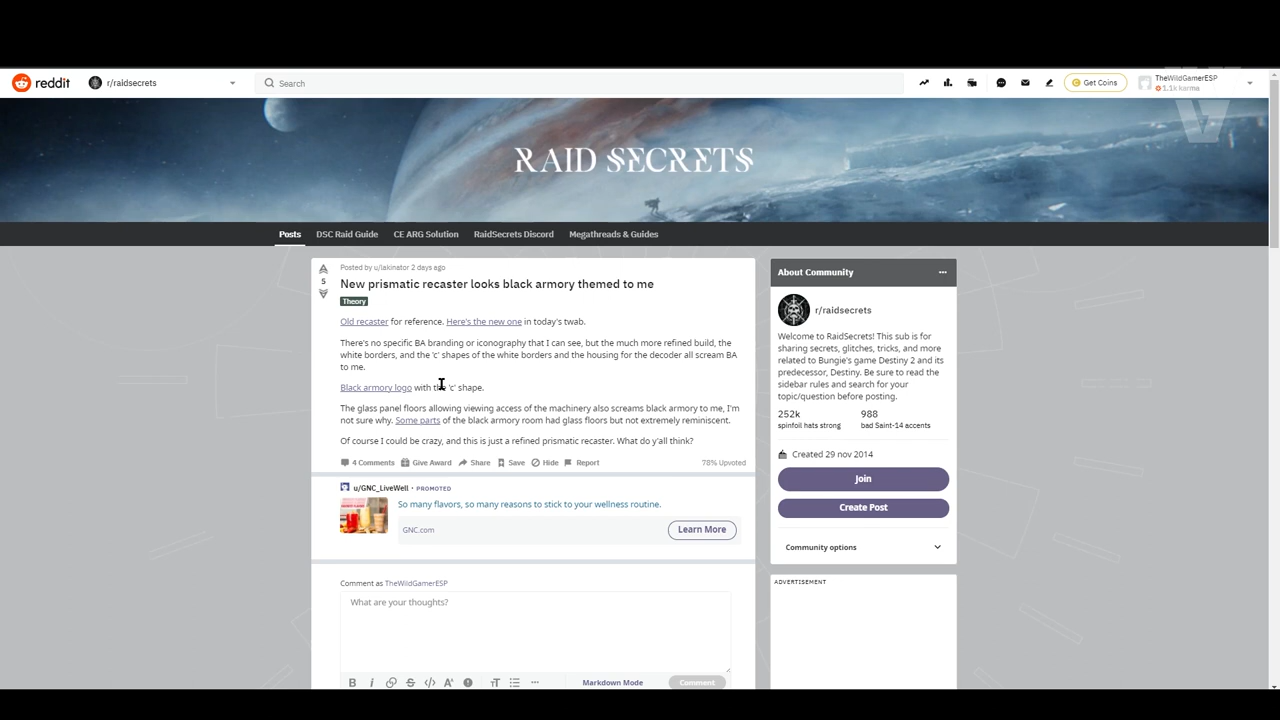 reddit
r/raidsecrets
Search
Get Coins
TheWildGamerESP
1.1k karma
RAID SECRETS
Posts
DSC Raid Guide
CE ARG Solution
RaidSecrets Discord
Megathreads & Guides
5
Posted by u/lakinator 2 days ago
New prismatic recaster looks black armory themed to me
Theory
Old recaster for reference. Here's the new one in today's twab.
There's no specific BA branding or iconography that I can see, but the much more refined build, the
white borders, and the 'c' shapes of the white borders and the housing for the decoder all scream BA
to me.
Black armory logo with the 'c' shape.
The glass panel floors allowing viewing access of the machinery also screams black armory to me, I'm
not sure why. Some parts of the black armory room had glass floors but not extremely reminiscent.
Of course I could be crazy, and this is just a refined prismatic recaster. What do y'all think?
4 Comments
Give Award
Share
Save
Hide
Report
78% Upvoted
u/GNC_LiveWell • PROMOTED
So many flavors, so many reasons to stick to your wellness routine.
GNC.com
Learn More
Comment as TheWildGamerESP
What are your thoughts?
Markdown Mode
Comment
About Community
r/raidsecrets
Welcome to RaidSecrets! This sub is for
sharing secrets, glitches, tricks, and more
related to Bungie's game Destiny 2 and its
predecessor, Destiny. Be sure to read the
sidebar rules and search for your
topic/question before posting.
252k
spinfoil hats strong
988
bad Saint-14 accents
Created 29 nov 2014
Join
Create Post
Community options
ADVERTISEMENT